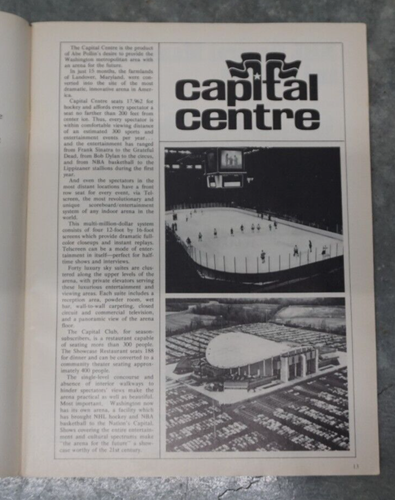 The Capital Centre is the product
of Abe Pollin's desire to provide the
Washington metropolitan area with
an arena for the future.
In just 15 months, the farmlands
of Landover, Maryland, were con-
verted into the site of the most
dramatic, innovative arena in Amer-
ica.
Capital Centre seats 17,962 for
hockey and affords every spectator a
seat no farther than 200 feet from
center ice. Thus, every spectator is
within comfortable viewing distance
of an estimated 300 sports and
entertainment events per year...
and the entertainment has ranged
from Frank Sinatra to the Grateful
Dead, from Bob Dylan to the circus,
and from NBA basketball to the
Lippizaner stallions during the first
year.
And even the spectators in the
most distant locations have a front
row seat for every event, via Tel-
screen, the most revolutionary and
unique scoreboard/entertainment
system of any indoor arena in the
world.
This multi-million-dollar system
consists of four 12-foot by 16-foot
screens which provide dramatic full-
color closeups and instant replays.
Telscreen can be a mode of enter-
tainment in itself—perfect for half-
time shows and interviews.
Forty luxury sky suites are clus-
tered along the upper levels of the
arena, with private elevators serving
these luxurious entertainment and
viewing areas. Each suite includes a
reception area, powder room, wet
bar, wall-to-wall carpeting, closed
circuit and commercial television,
and a panoramic view of the arena
floor.
The Capital Club, for season-
subscribers, is a restaurant capable
of seating more than 300 people.
The Showcase Restaurant seats 188
for dinner and can be converted to a
community theatre seating approx-
imately 400 people.
The single-level concourse and
absence of interior walkways to
hinder spectators' views make the
arena practical as well as beautiful.
Most important... Washington now
has its own arena, a facility which
has brought NHL hockey and NBA
basketball to the Nation's Capital.
Shows covering the entire entertain-
ment and cultural spectrums make
"the arena for the future" a show-
case worthy of the 21st century.
capital
centre
13